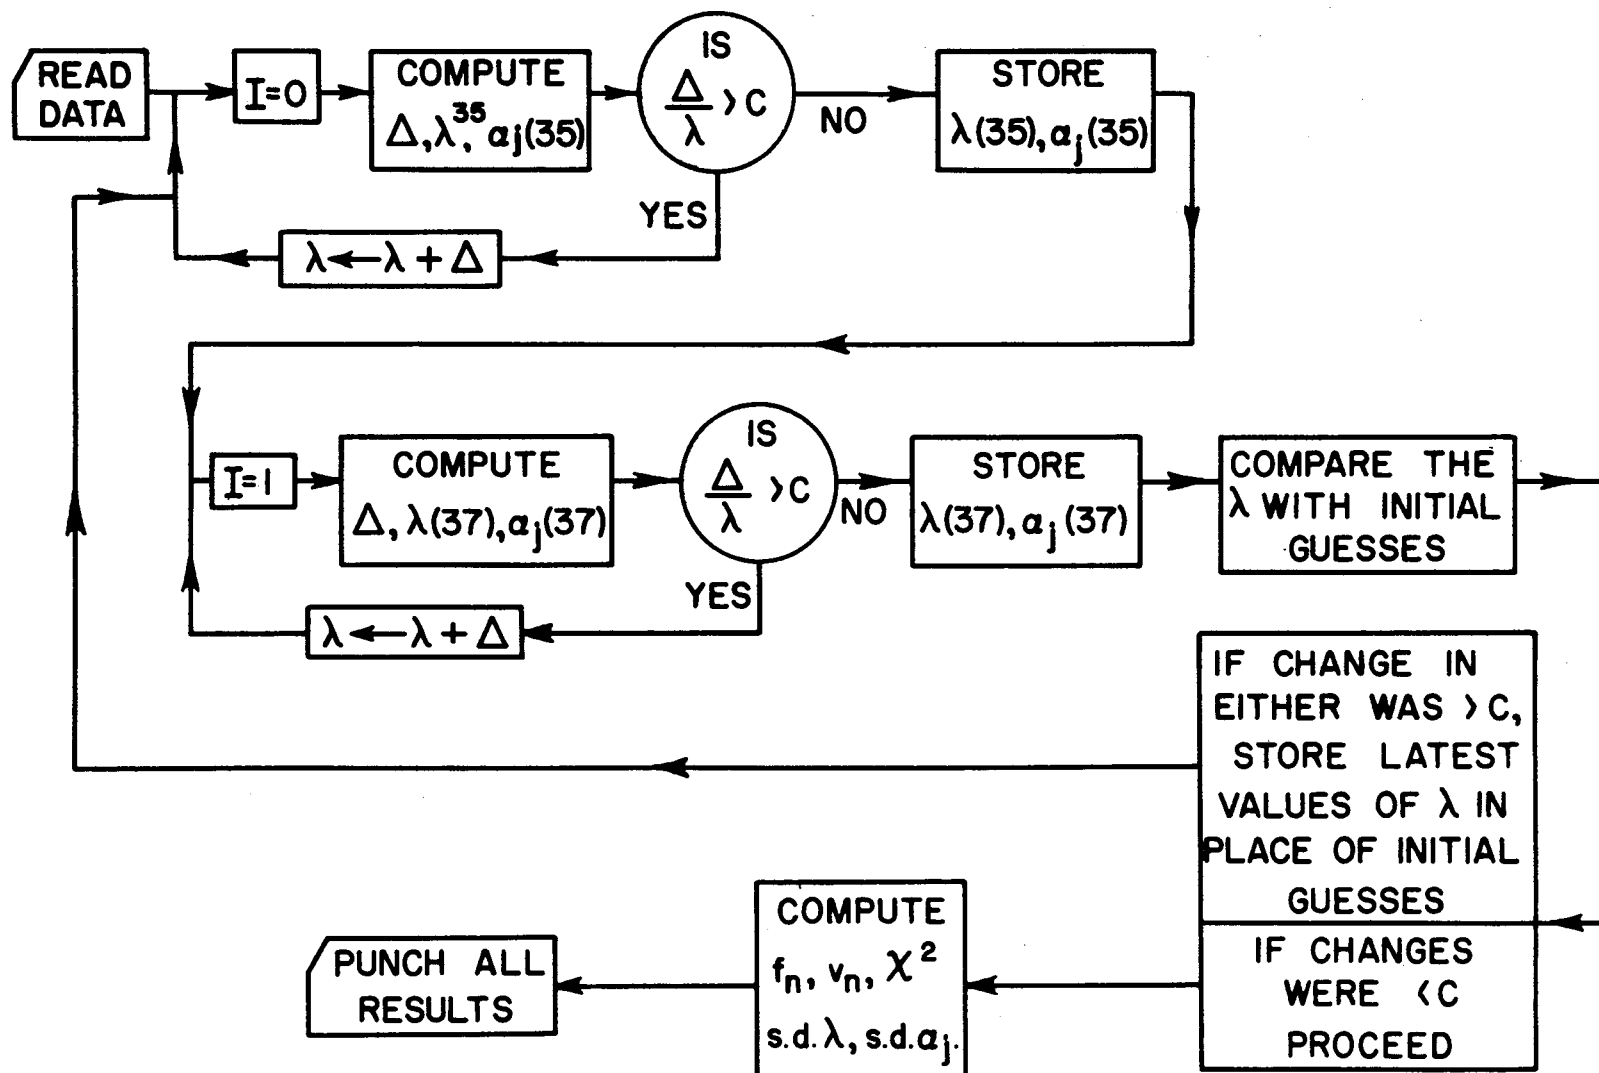 READ
DATA
I=0
COMPUTE
Δ,λ,³⁵ αj(35)
IS
Δ/λ >C
NO
STORE
λ(35),αj(35)
YES
λ←λ+Δ
I=1
COMPUTE
Δ, λ(37), αj(37)
IS
Δ/λ >C
NO
STORE
λ(37), αj(37)
COMPARE THE
λ WITH INITIAL
GUESSES
YES
λ←λ+Δ
IF CHANGE IN
EITHER WAS >C,
STORE LATEST
VALUES OF λ IN
PLACE OF INITIAL
GUESSES
IF CHANGES
WERE <C
PROCEED
COMPUTE
fn, vn, χ²
s.d.λ, s.d.αj.
PUNCH ALL
RESULTS